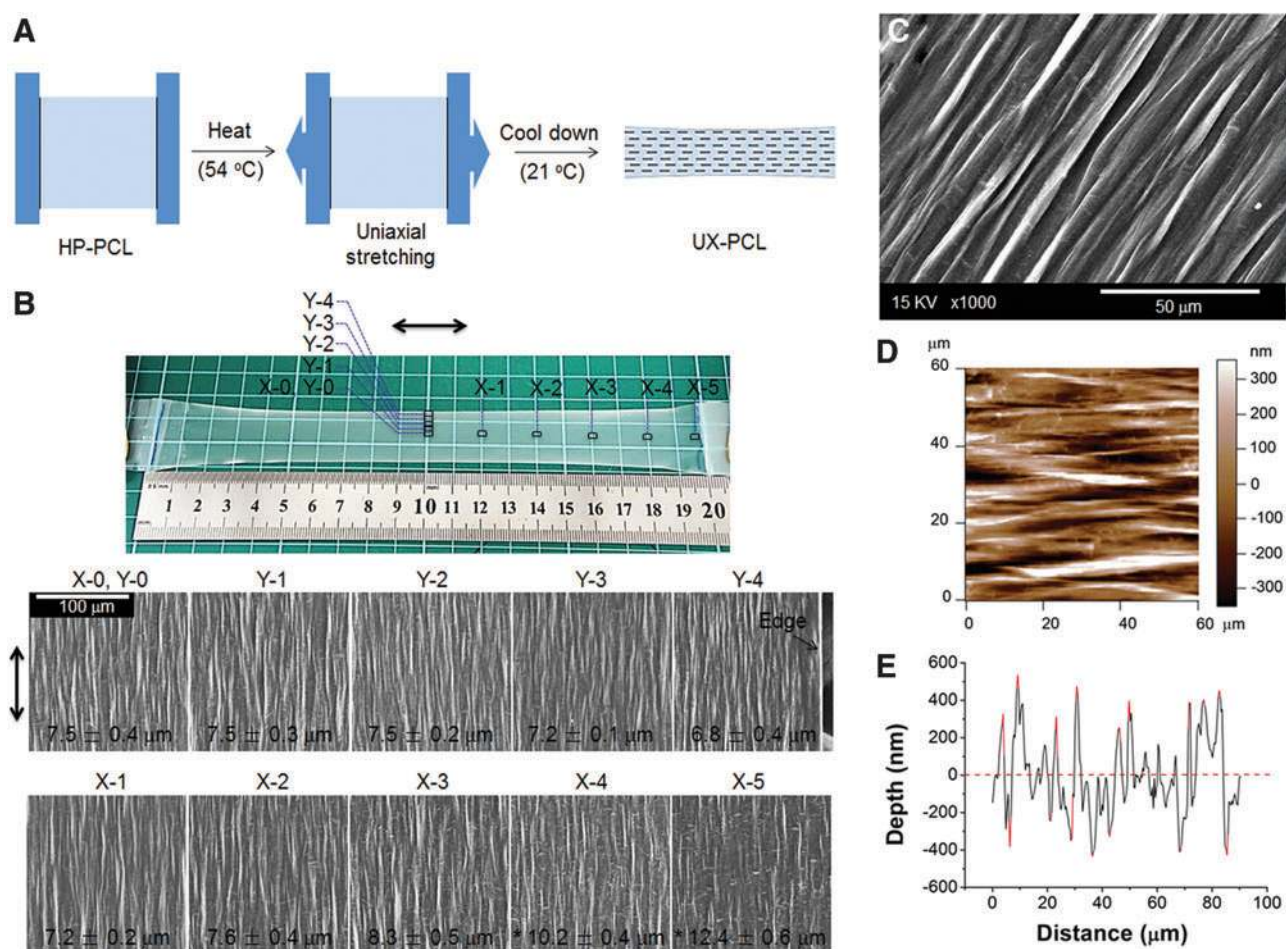 A
Heat
(54 °C)
Cool down
(21 °C)
HP-PCL
Uniaxial
stretching
UX-PCL
B
Y-4
Y-3
Y-2
Y-1
X-0 Y-0
X-1 X-2 X-3 X-4 X-5
1 2 3 4 5 6 7 8 9 10 11 12 13 14 15 16 17 18 19 20
X-0, Y-0 Y-1 Y-2 Y-3 Y-4
100 µm
Edge
7.5 ± 0.4 µm 7.5 ± 0.3 µm 7.5 ± 0.2 µm 7.2 ± 0.1 µm 6.8 ± 0.4 µm
X-1 X-2 X-3 X-4 X-5
7.2 ± 0.2 µm 7.6 ± 0.4 µm 8.3 ± 0.5 µm * 10.2 ± 0.4 µm * 12.4 ± 0.6 µm
C
15 KV x1000
50 µm
D
µm
60
40
20
0
0 20 40 60
µm
nm
300
200
100
0
-100
-200
-300
E
600
400
200
0
-200
-400
-600
Depth (nm)
0 20 40 60 80 100
Distance (µm)